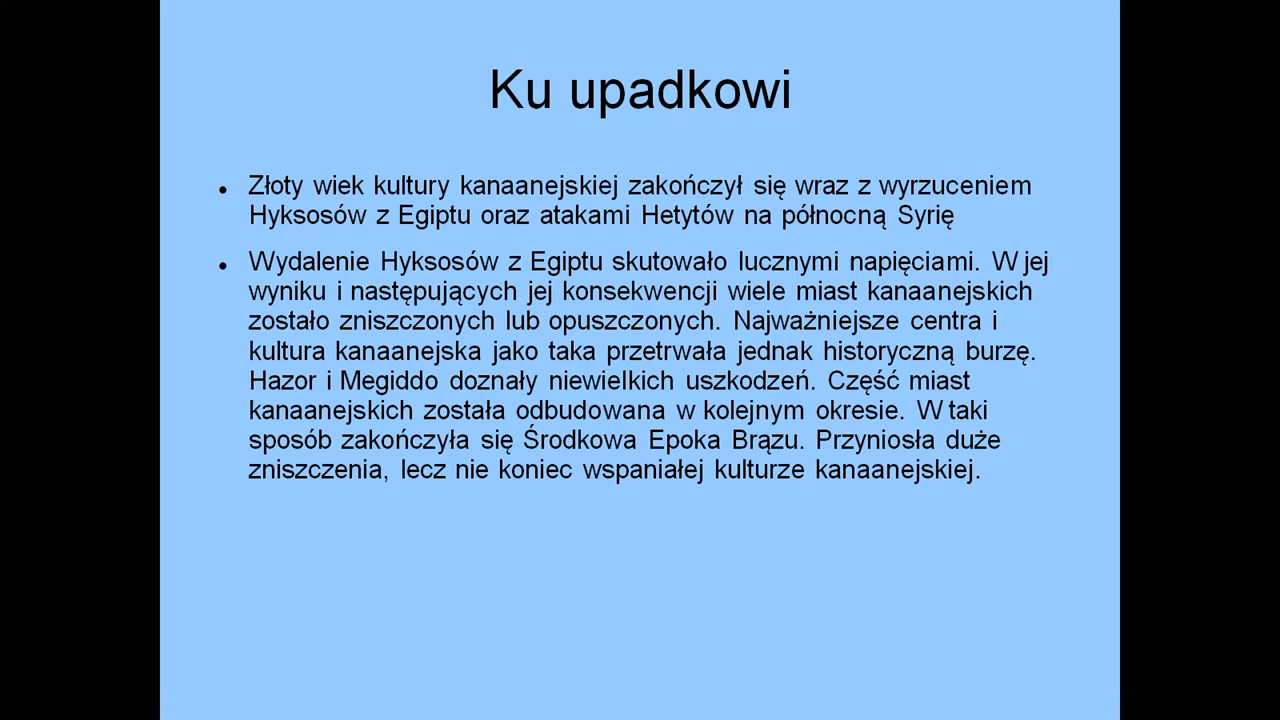 Ku upadkowi
• Złoty wiek kultury kanaanejskiej zakończył się wraz z wyrzuceniem
Hyksosów z Egiptu oraz atakami Hetytów na północną Syrię
• Wydalenie Hyksosów z Egiptu skutowało lucznymi napięciami. W jej
wyniku i następujących jej konsekwencji wiele miast kanaanejskich
zostało zniszczonych lub opuszczonych. Najważniejsze centra i
kultura kanaanejska jako taka przetrwała jednak historyczną burzę.
Hazor i Megiddo doznały niewielkich uszkodzeń. Część miast
kanaanejskich została odbudowana w kolejnym okresie. W taki
sposób zakończyła się Środkowa Epoka Brązu. Przyniosła duże
zniszczenia, lecz nie koniec wspaniałej kulturze kanaanejskiej.